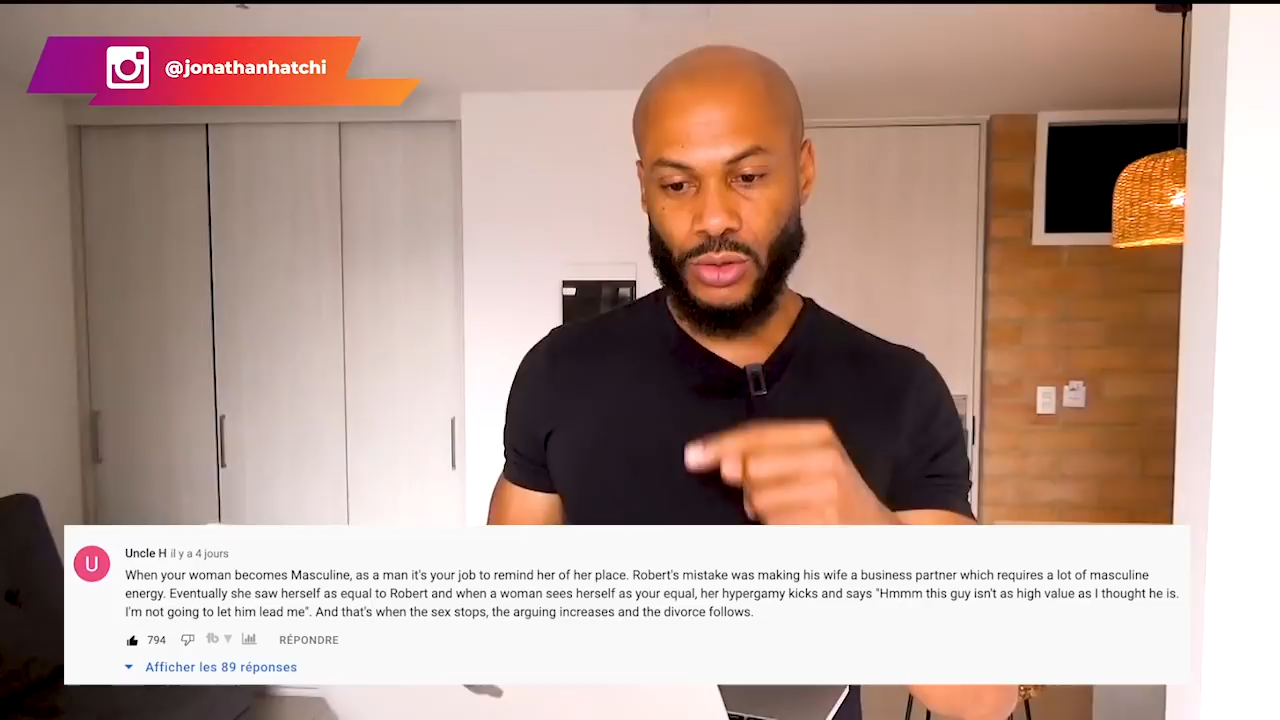 @jonathanhatchi
U
Uncle H il y a 4 jours
When your woman becomes Masculine, as a man it's your job to remind her of her place. Robert's mistake was making his wife a business partner which requires a lot of masculine
energy. Eventually she saw herself as equal to Robert and when a woman sees herself as your equal, her hypergamy kicks and says "Hmmm this guy isn't as high value as I thought he is.
I'm not going to let him lead me". And that's when the sex stops, the arguing increases and the divorce follows.
794 tb RÉPONDRE
Afficher les 89 réponses